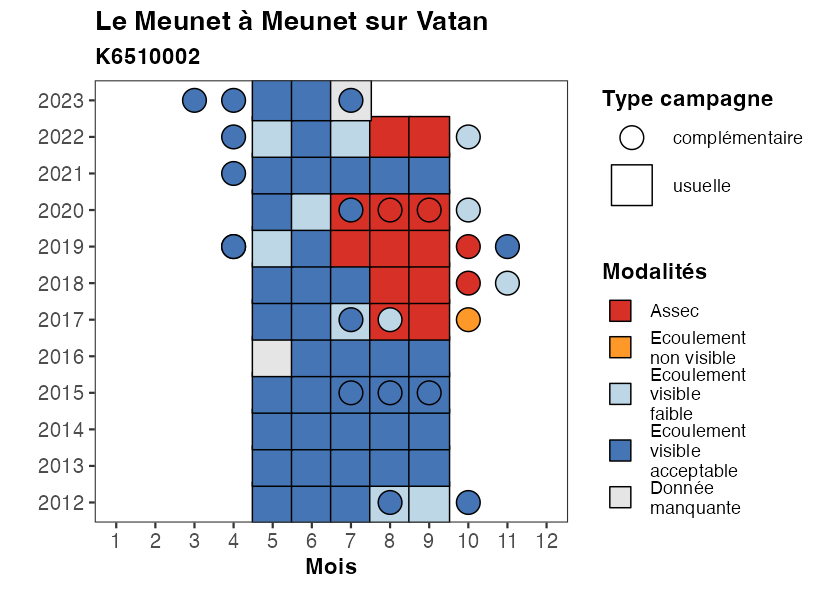 Le Meunet à Meunet sur Vatan
K6510002
2023
2022
2021
2020
2019
2018
2017
2016
2015
2014
2013
2012
1 2 3 4 5 6 7 8 9 10 11 12
Mois
Type campagne
complémentaire
usuelle
Modalités
Assec
Ecoulement
non visible
Ecoulement
visible
faible
Ecoulement
visible
acceptable
Donnée
manquante